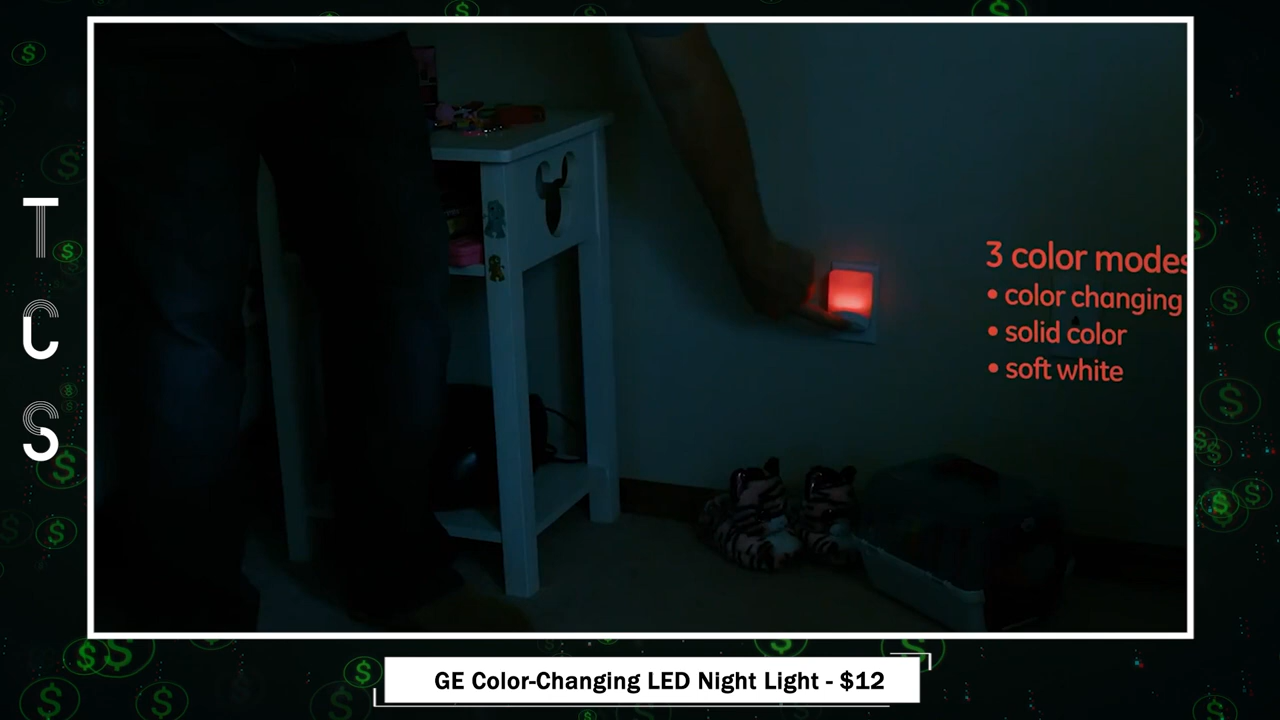 T
C
S
3 color modes
• color changing
• solid color
• soft white
GE Color-Changing LED Night Light - $12